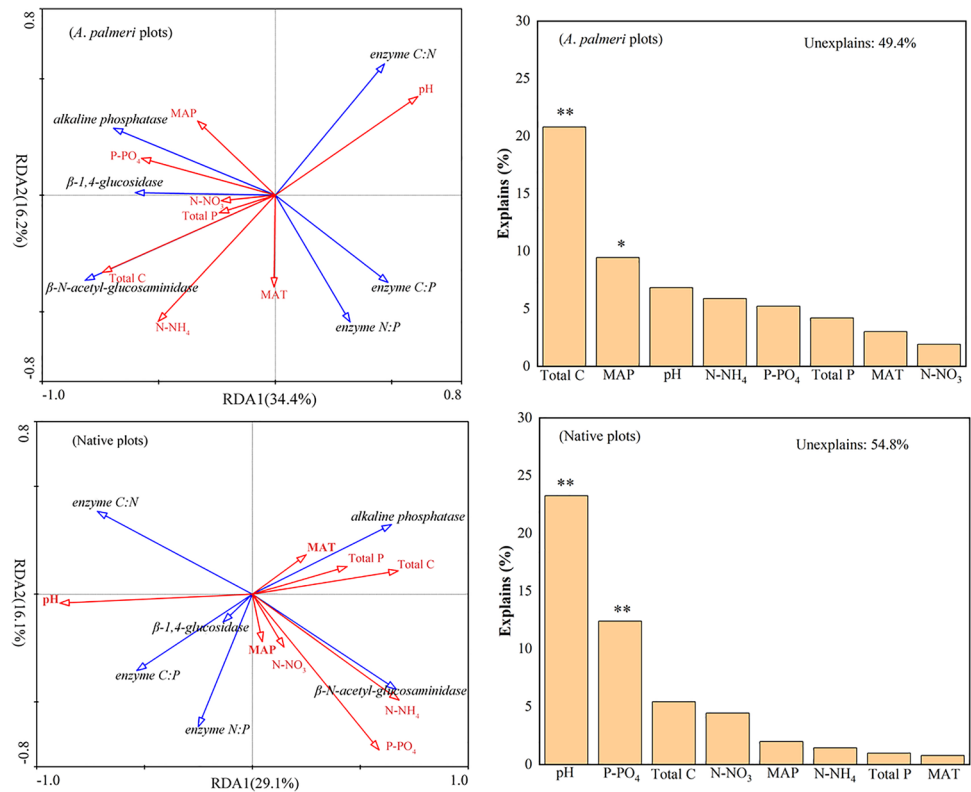 0.8
(A. palmeri plots)
enzyme C:N
pH
MAP
alkaline phosphatase
P-PO4
β-1,4-glucosidase
N-NO3
Total P
Total C
β-N-acetyl-glucosaminidase
MAT
enzyme C:P
N-NH4
enzyme N:P
RDA2(16.2%)
-0.8
-1.0
RDA1(34.4%)
0.8
30
(A. palmeri plots)
Unexplains: 49.4%
25
20
15
10
5
0
**
*
Explains (%)
Total C MAP pH N-NH4 P-PO4 Total P MAT N-NO3
0.8
(Native plots)
enzyme C:N
alkaline phosphatase
MAT
Total P
Total C
pH
β-1,4-glucosidase
MAP
N-NO3
enzyme C:P
β-N-acetyl-glucosaminidase
N-NH4
enzyme N:P
P-PO4
RDA2(16.1%)
-0.8
-1.0
RDA1(29.1%)
1.0
30
(Native plots)
Unexplains: 54.8%
25
20
15
10
5
0
**
**
Explains (%)
pH P-PO4 Total C N-NO3 MAP N-NH4 Total P MAT